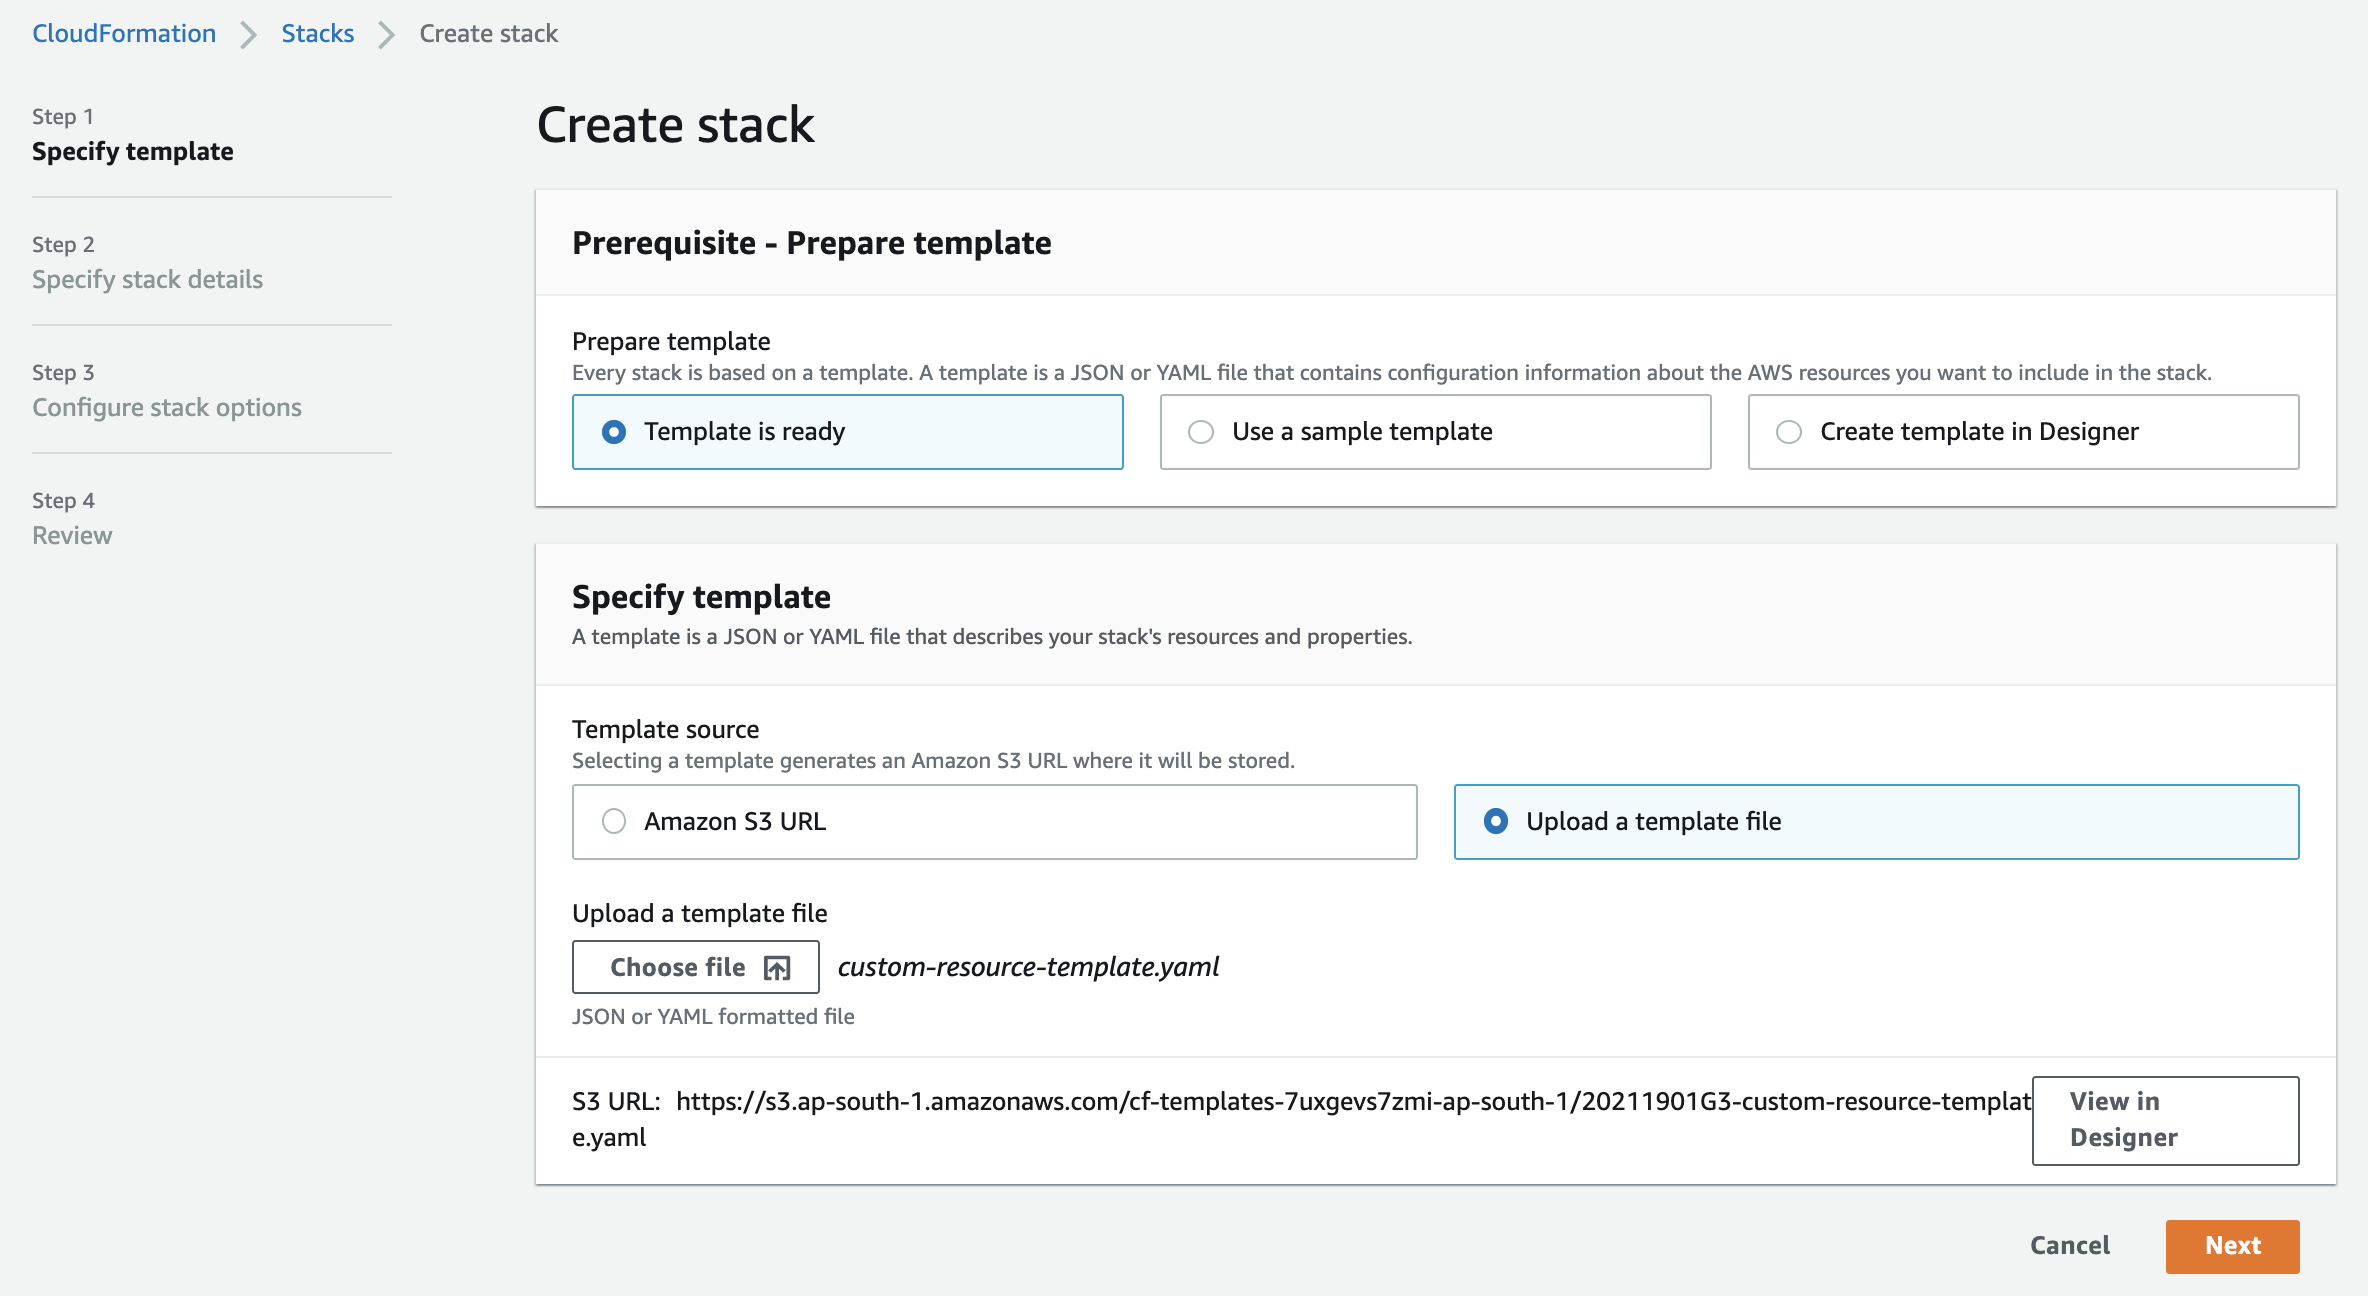 CloudFormation > Stacks > Create stack
Step 1
Specify template
Step 2
Specify stack details
Step 3
Configure stack options
Step 4
Review
Create stack
Prerequisite - Prepare template
Prepare template
Every stack is based on a template. A template is a JSON or YAML file that contains configuration information about the AWS resources you want to include in the stack.
Template is ready
Use a sample template
Create template in Designer
Specify template
A template is a JSON or YAML file that describes your stack's resources and properties.
Template source
Selecting a template generates an Amazon S3 URL where it will be stored.
Amazon S3 URL
Upload a template file
Upload a template file
Choose file
custom-resource-template.yaml
JSON or YAML formatted file
S3 URL: https://s3.ap-south-1.amazonaws.com/cf-templates-7uxgevs7zmi-ap-south-1/20211901G3-custom-resource-templat
e.yaml
View in
Designer
Cancel
Next